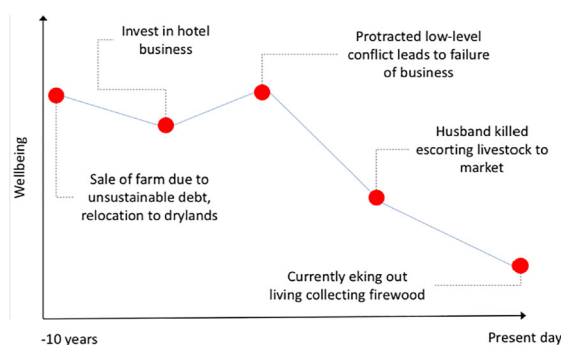 Invest in hotel
business
Protracted low-level
conflict leads to failure
of business
Husband killed
escorting livestock to
market
Wellbeing
Sale of farm due to
unsustainable debt,
relocation to drylands
Currently eking out
living collecting firewood
-10 years
Present day